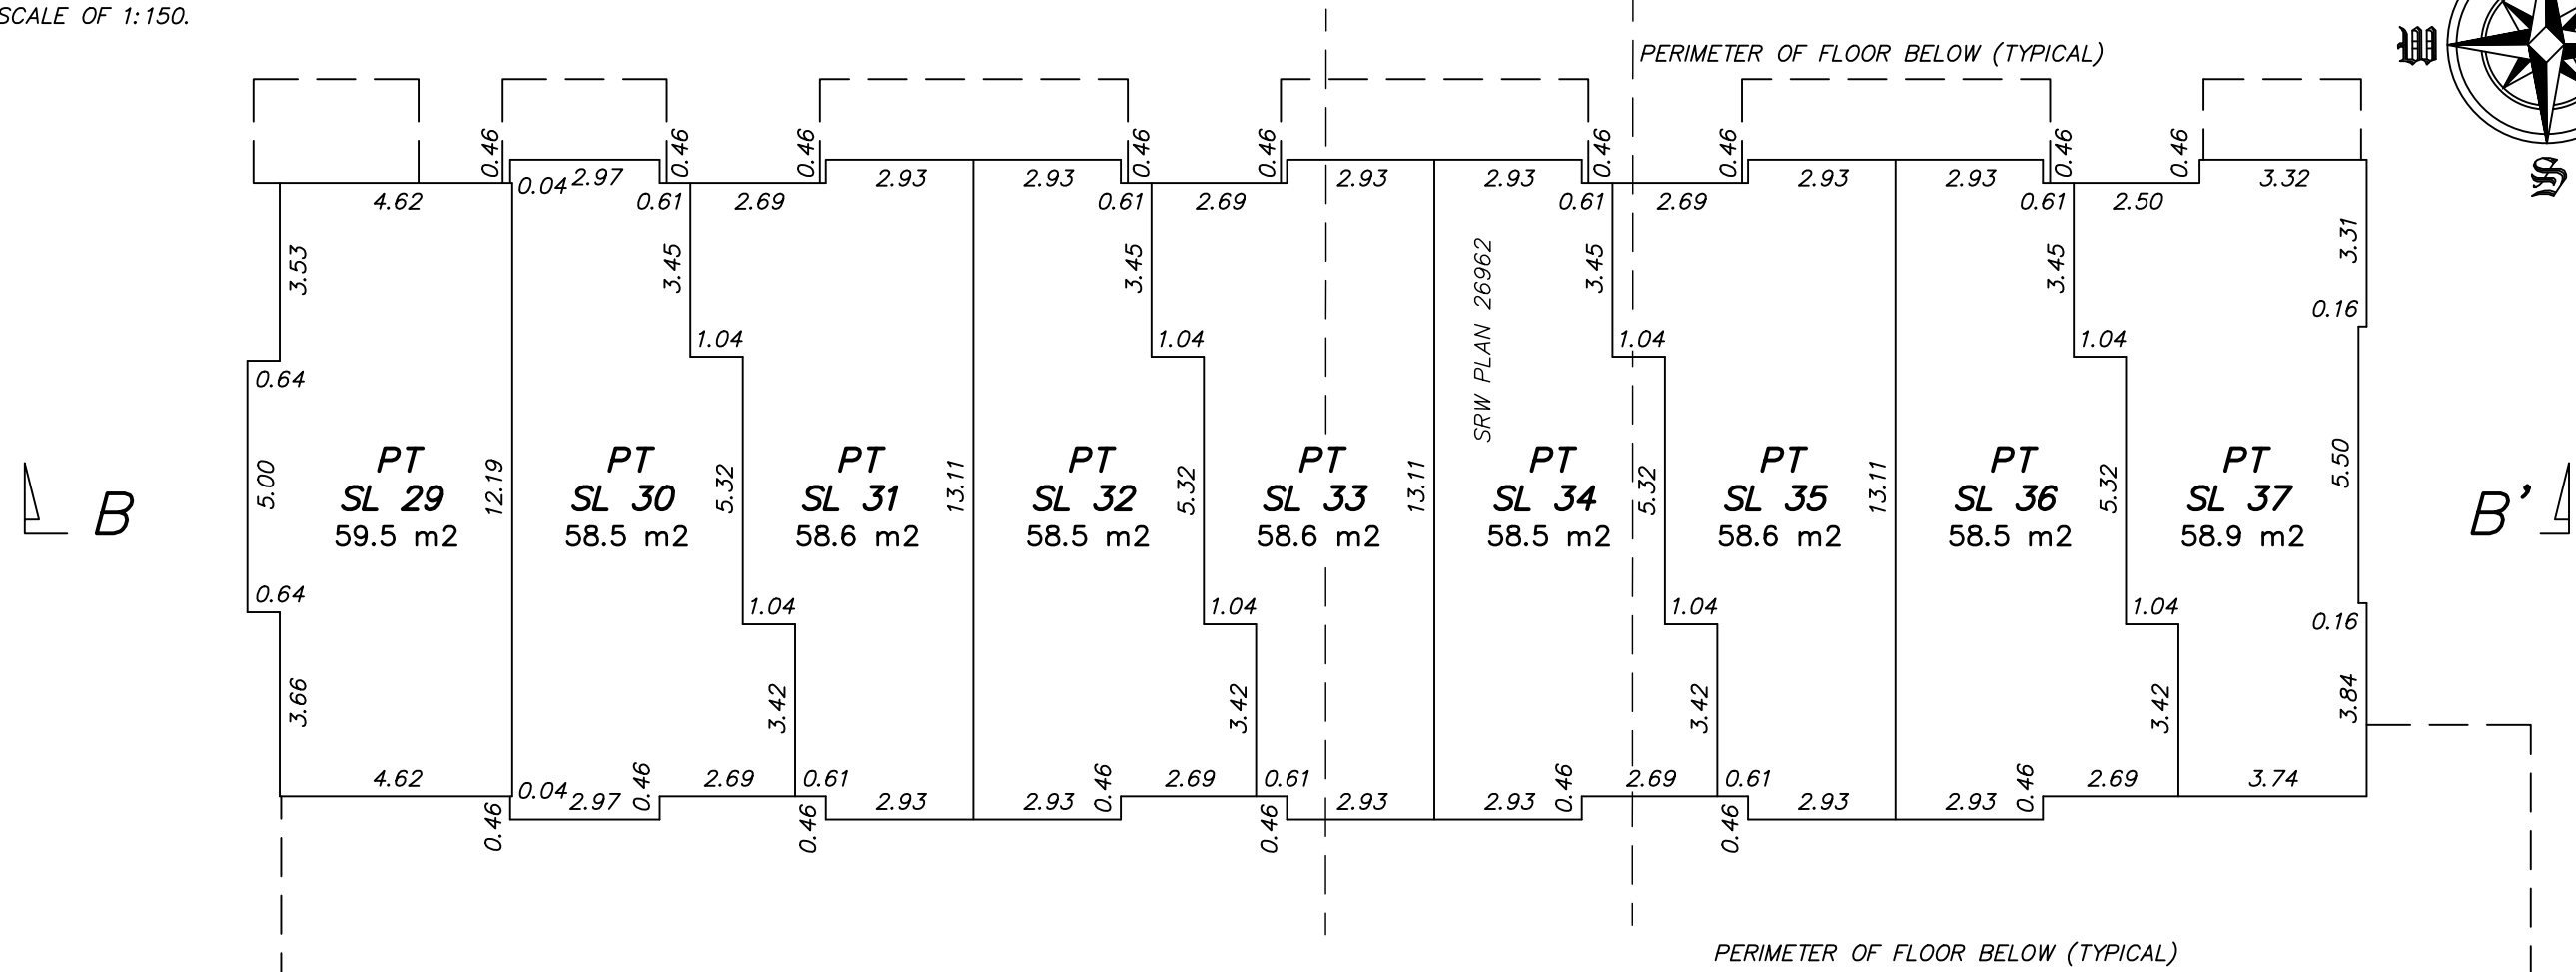 SCALE OF 1:150.
PERIMETER OF FLOOR BELOW (TYPICAL)
W
S
0.46 0.46 0.46 0.46 0.46 0.46 0.46 0.46 0.46
4.62 0.04 2.97 0.61 2.69 2.93 2.93 0.61 2.69 2.93 2.93 0.61 2.69 2.93 2.93 0.61 2.50 3.32
3.53 3.45 3.45 3.45 3.45 3.31
SRW PLAN 26962
0.16
1.04 1.04 1.04 1.04
0.64
5.00 12.19 5.32 13.11 5.32 13.11 5.32 13.11 5.32 5.50
B
PT
SL 29
59.5 m2
PT
SL 30
58.5 m2
PT
SL 31
58.6 m2
PT
SL 32
58.5 m2
PT
SL 33
58.6 m2
PT
SL 34
58.5 m2
PT
SL 35
58.6 m2
PT
SL 36
58.5 m2
PT
SL 37
58.9 m2
B'
0.64
1.04 1.04 1.04 1.04
0.16
3.66 3.42 3.42 3.42 3.42 3.84
4.62 0.04 2.97 0.46 2.69 0.61 2.93 2.93 0.46 2.69 0.61 2.93 2.93 0.46 2.69 0.61 2.93 2.93 0.46 2.69 3.74
0.46 0.46 0.46 0.46
PERIMETER OF FLOOR BELOW (TYPICAL)